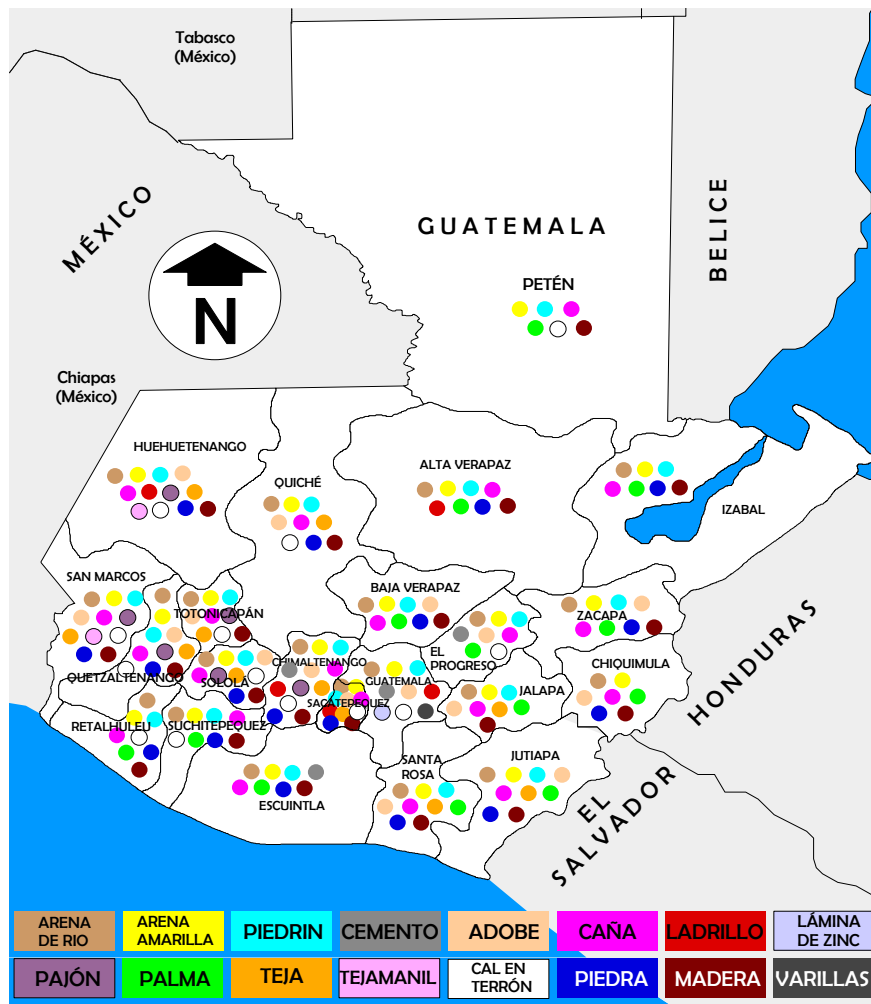 Tabasco
(México)
MÉXICO
GUATEMALA
BELICE
N
PETÉN
Chiapas
(México)
HUEHUETENANGO
QUICHÉ
ALTA VERAPAZ
IZABAL
SAN MARCOS
BAJA VERAPAZ
TOTONICAPÁN
ZACAPA
HONDURAS
QUETZALTENANGO
SOLOLÁ
CHIMALTENANGO
EL
PROGRESO
GUATEMALA
CHIQUIMULA
JALAPA
SACATEPEQUEZ
RETALHULEU
SUCHITEPEQUEZ
SANTA
ROSA
JUTIAPA
ESCUINTLA
EL
SALVADOR
ARENA
DE RIO
ARENA
AMARILLA
PIEDRIN
CEMENTO
ADOBE
CAÑA
LADRILLO
LÁMINA
DE ZINC
PAJÓN
PALMA
TEJA
TEJAMANIL
CAL EN
TERRÓN
PIEDRA
MADERA
VARILLAS